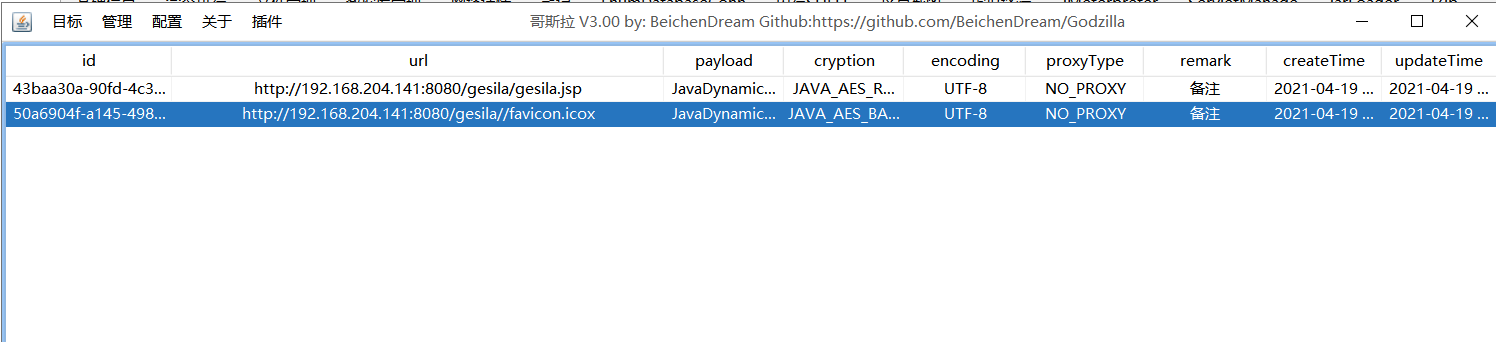 目标 管理 配置 关于 插件 哥斯拉 V3.00 by: BeichenDream Github:https://github.com/BeichenDream/Godzilla
id url payload cryption encoding proxyType remark createTime updateTime
43baa30a-90fd-4c3... http://192.168.204.141:8080/gesila/gesila.jsp JavaDynamic... JAVA_AES_R... UTF-8 NO_PROXY 备注 2021-04-19 ... 2021-04-19 ...
50a6904f-a145-498... http://192.168.204.141:8080/gesila//favicon.icox JavaDynamic... JAVA_AES_BA... UTF-8 NO_PROXY 备注 2021-04-19 ... 2021-04-19 ...